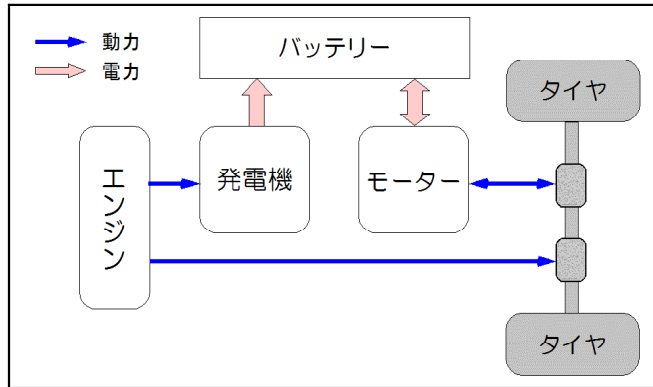 動力
電力
バッテリー
タイヤ
エンジン
発電機
モーター
タイヤ